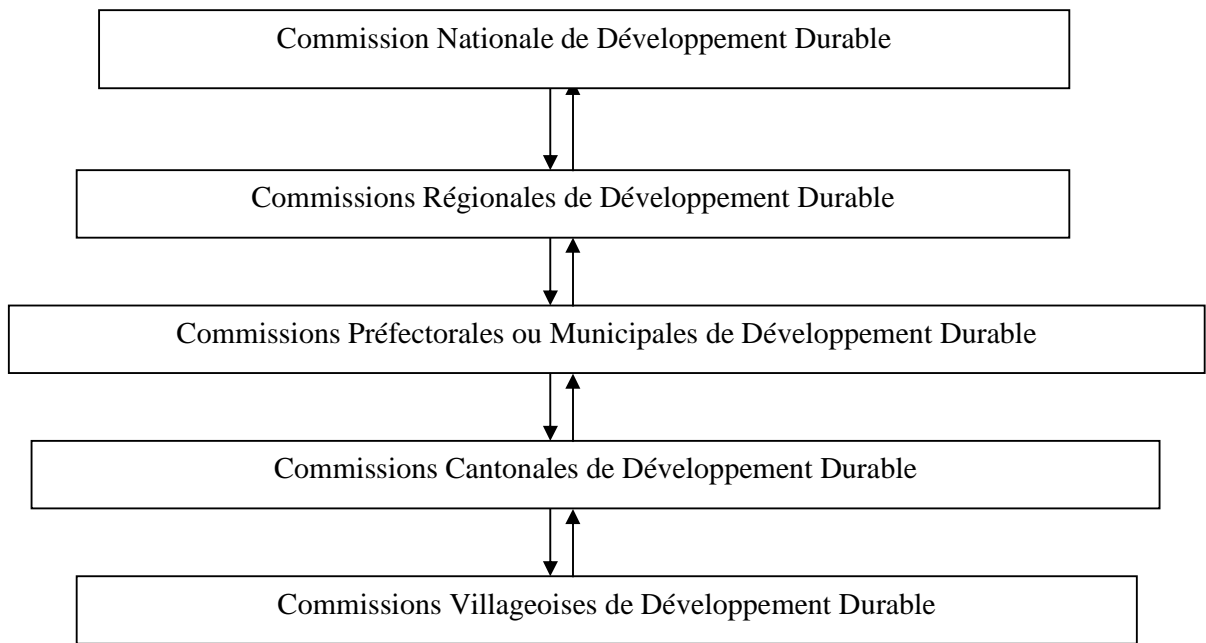 Commission Nationale de Développement Durable
Commissions Régionales de Développement Durable
Commissions Préfectorales ou Municipales de Développement Durable
Commissions Cantonales de Développement Durable
Commissions Villageoises de Développement Durable